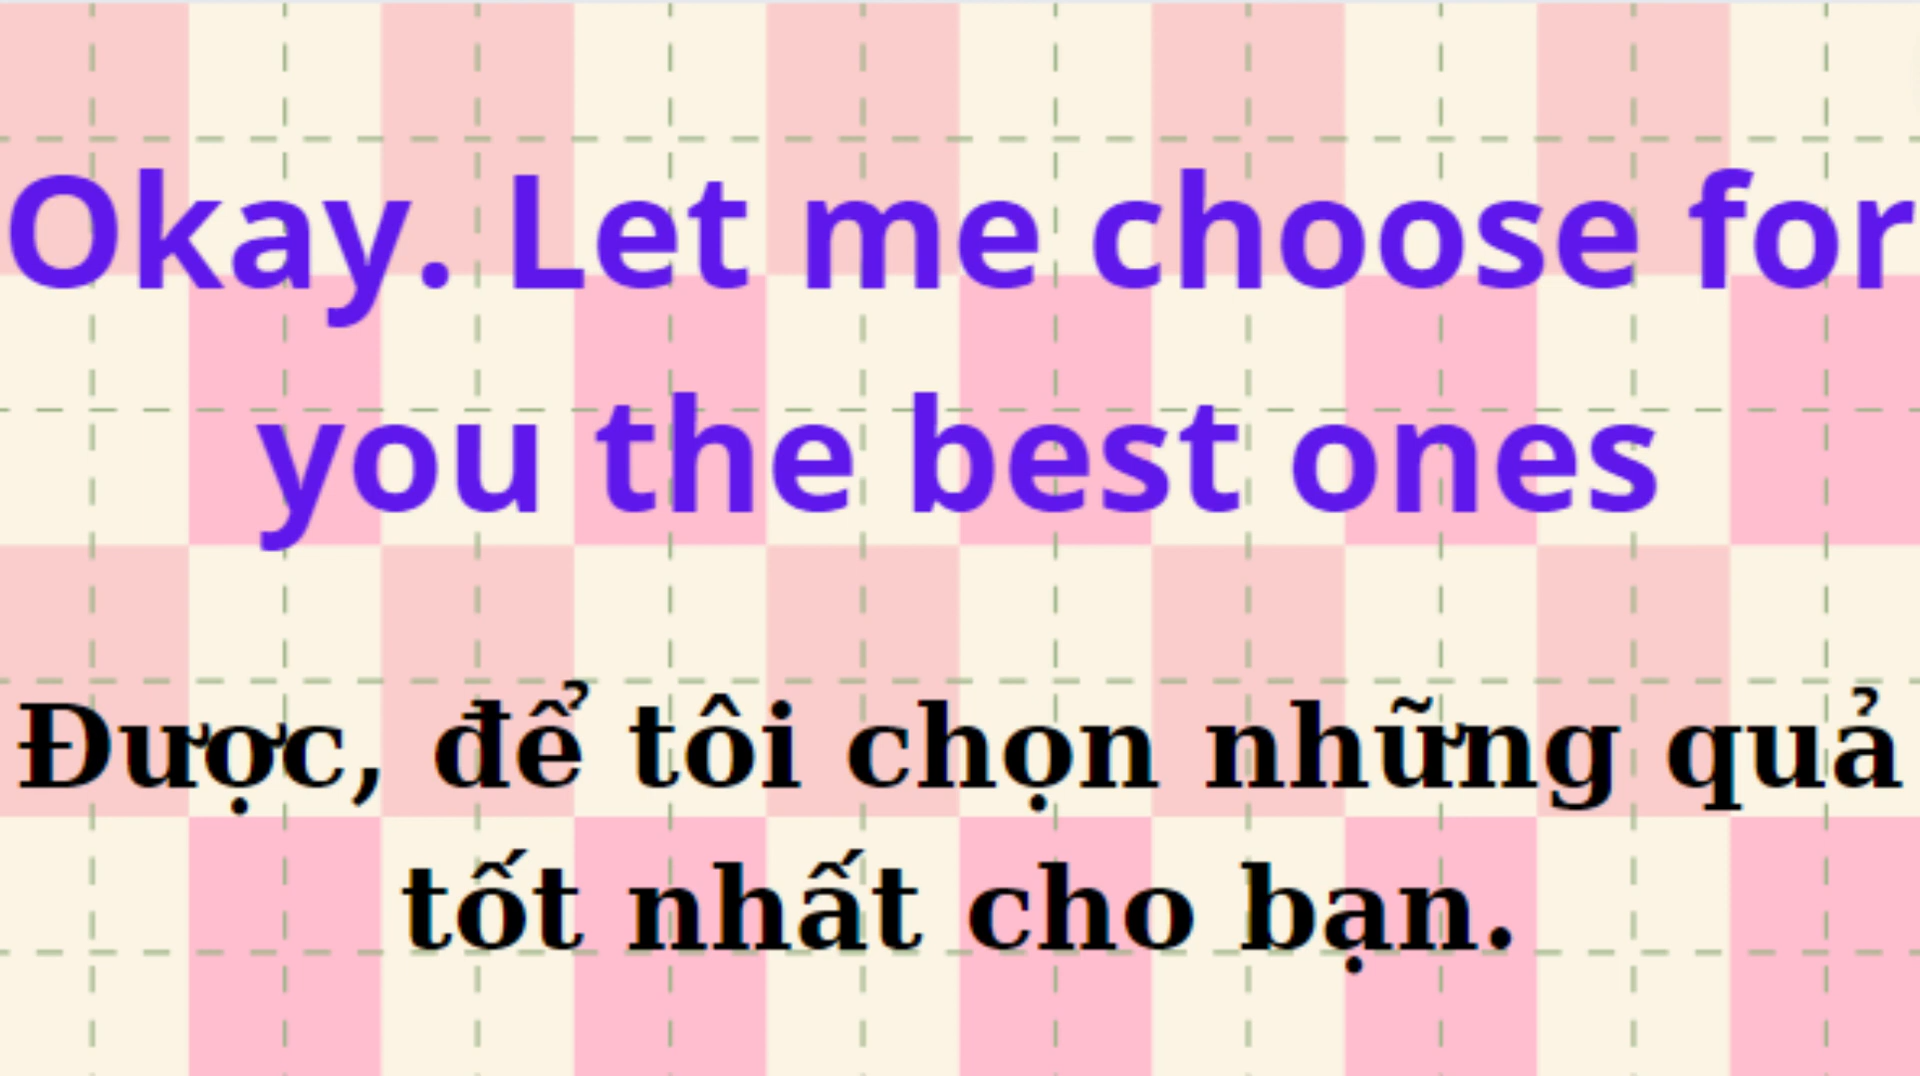 Okay. Let me choose for
you the best ones
Được, để tôi chọn những quả
tốt nhất cho bạn.